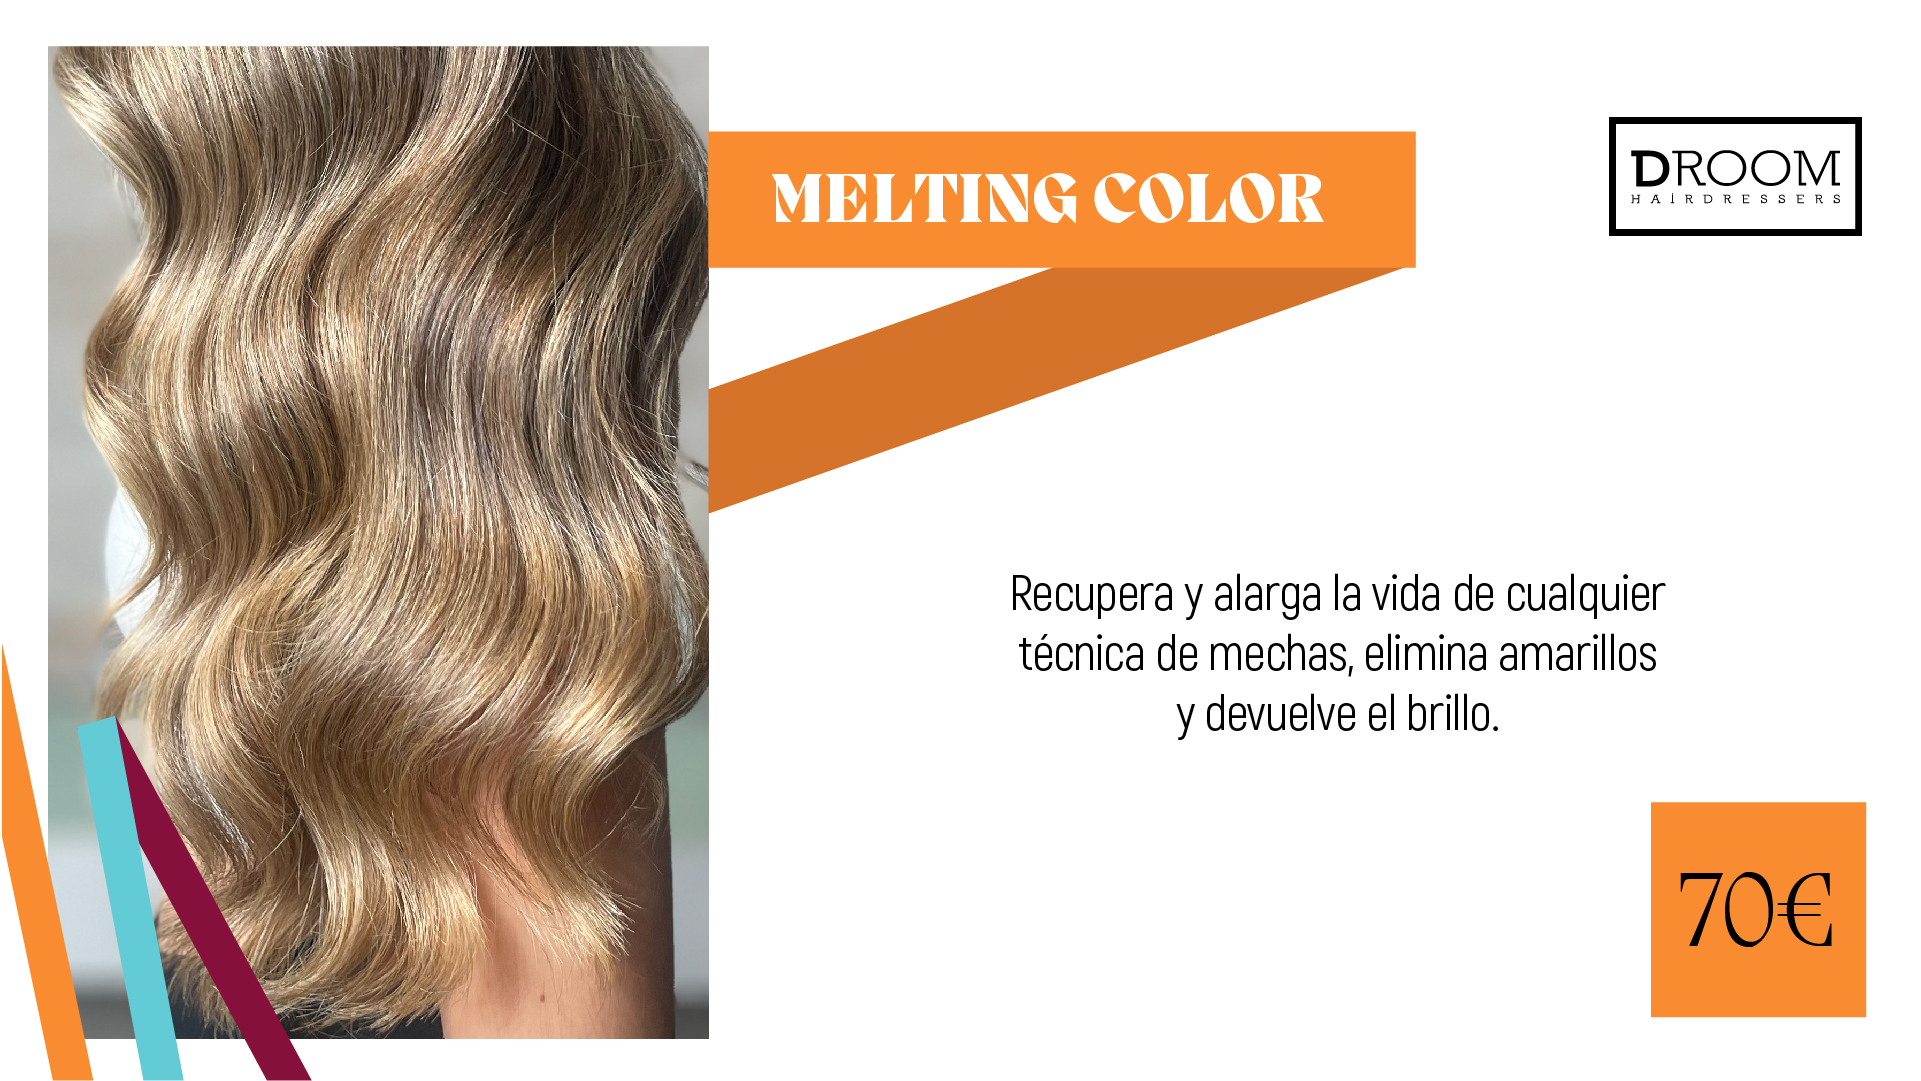 MELTING COLOR
DROOM
HAIRDRESSERS
Recupera y alarga la vida de cualquier
técnica de mechas, elimina amarillos
y devuelve el brillo.
70€